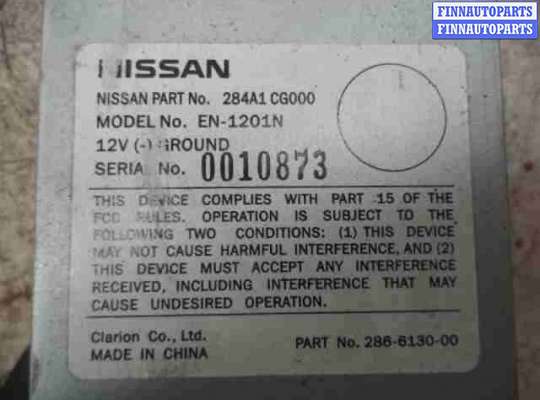 FINNAUTOPARTS
FINNAUTOPARTS
NISSAN
NISSAN PART No. 284A1 CG000
MODEL No. EN-1201N
12V (-) GROUND
SERIAL No. 0010873
THIS DEVICE COMPLIES WITH PART 15 OF THE
FCC RULES. OPERATION IS SUBJECT TO THE
FOLLOWING TWO CONDITIONS: (1) THIS DEVICE
MAY NOT CAUSE HARMFUL INTERFERENCE, AND (2)
THIS DEVICE MUST ACCEPT ANY INTERFERENCE
RECEIVED, INCLUDING INTERFERENCE THAT MAY
CAUSE UNDESIRED OPERATION.
Clarion Co., Ltd.
MADE IN CHINA
PART No. 286-6130-00